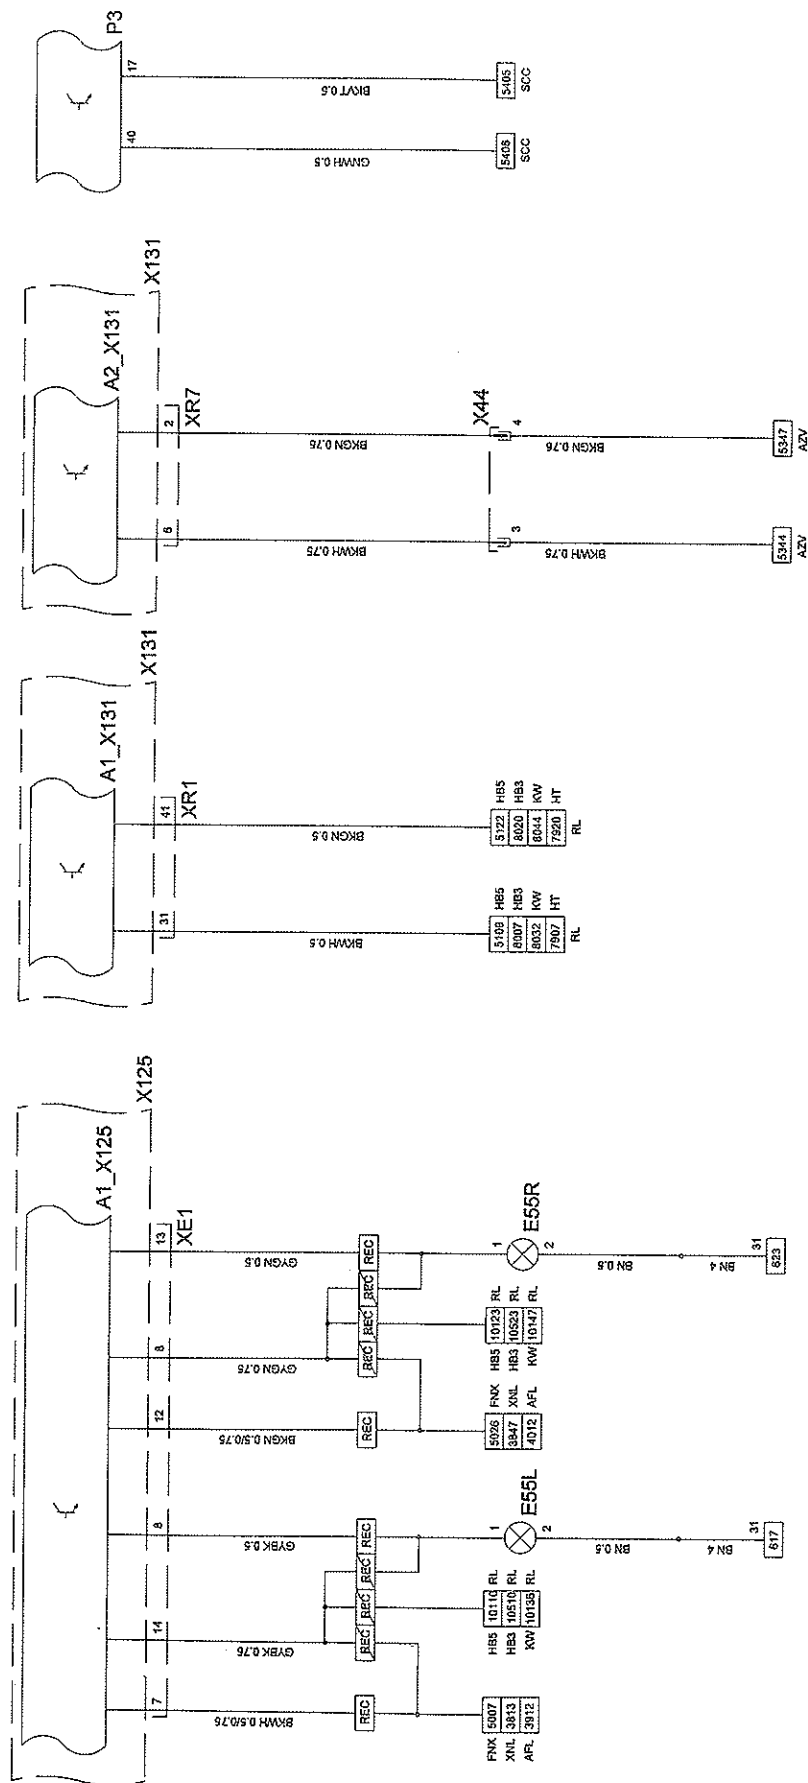 P3
17
40
BKVT 0.5
GNWH 0.5
5405
SCC
5406
SCC
X131
A2_X131
2
6
XR7
BKGN 0.75
BKWH 0.75
X44
4
3
BKGN 0.75
BKWH 0.75
5347
AZV
5344
AZV
X131
A1_X131
41
31
XR1
BKGN 0.5
BKWH 0.5
5122 HB5
8020 HB3
8044 KW
7920 HT
RL
5109 HB5
8007 HB3
8032 KW
7907 HT
RL
X125
A1_X125
13
XE1
8
12
8
14
7
GYGN 0.5
GYGN 0.75
BKGN 0.5/0.75
GYBK 0.5
GYBK 0.75
BKWH 0.5/0.75
REC
REC
REC
REC
REC
REC
REC
REC
REC
REC
1
E55R
2
BN 0.5
BN 4
31
623
HB5 10123 RL
HB3 10523 RL
KW 10147 RL
5026 FNX
3847 XNL
4012 AFL
1
E55L
2
BN 0.5
BN 4
31
617
HB5 10110 RL
HB3 10510 RL
KW 10135 RL
FNX 5007
XNL 3813
AFL 3912